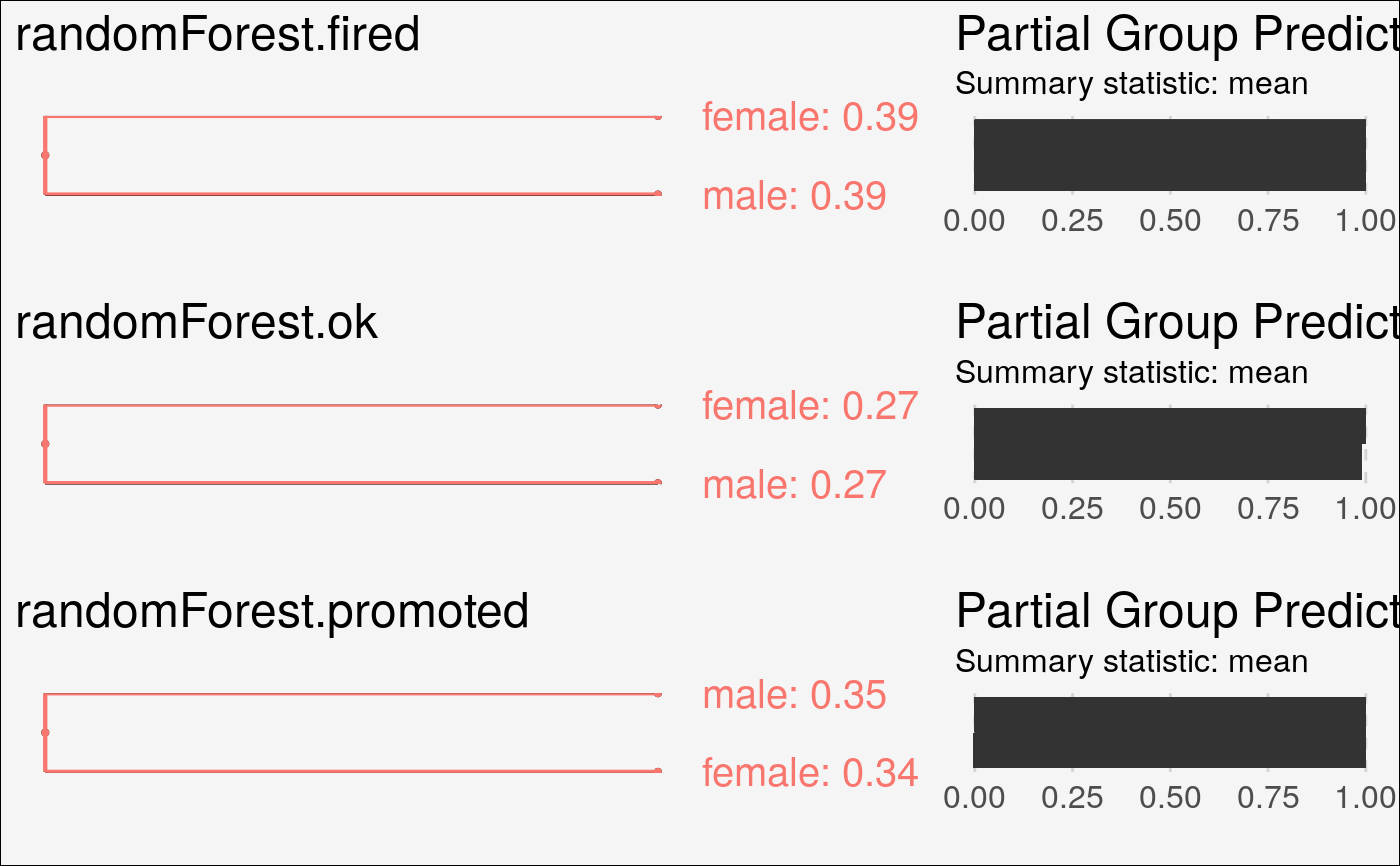 randomForest.fired
Partial Group Predict
Summary statistic: mean
female: 0.39
male: 0.39
0.00 0.25 0.50 0.75 1.00
randomForest.ok
Partial Group Predict
Summary statistic: mean
female: 0.27
male: 0.27
0.00 0.25 0.50 0.75 1.00
randomForest.promoted
Partial Group Predict
Summary statistic: mean
male: 0.35
female: 0.34
0.00 0.25 0.50 0.75 1.00